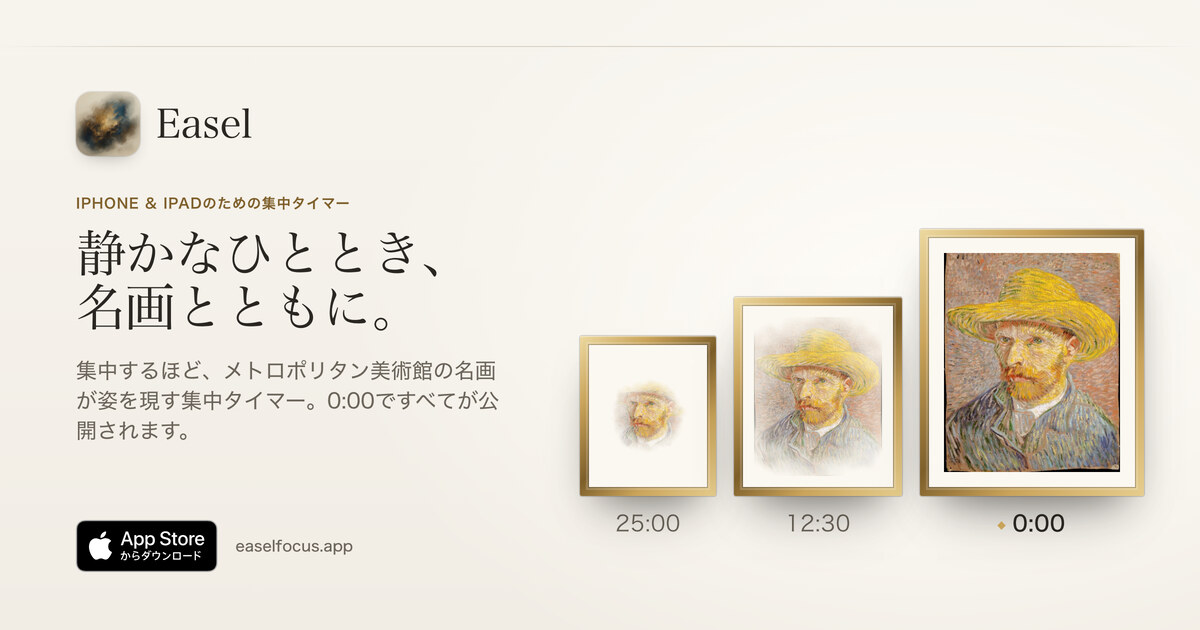 Easel
IPHONE & IPADのための集中タイマー
静かなひととき、
名画とともに。
集中するほど、メトロポリタン美術館の名画
が姿を現す集中タイマー。0:00ですべてが公
開されます。
App Store
からダウンロード
easelfocus.app
25:00
12:30
0:00